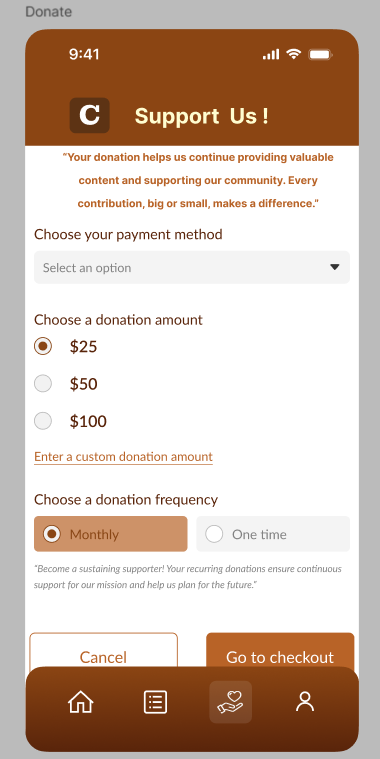 Donate
9:41
C
Support Us !
“Your donation helps us continue providing valuable
content and supporting our community. Every
contribution, big or small, makes a difference.”
Choose your payment method
Select an option
Choose a donation amount
$25
$50
$100
Enter a custom donation amount
Choose a donation frequency
Monthly
One time
“Become a sustaining supporter! Your recurring donations ensure continuous
support for our mission and help us plan for the future.”
Cancel
Go to checkout